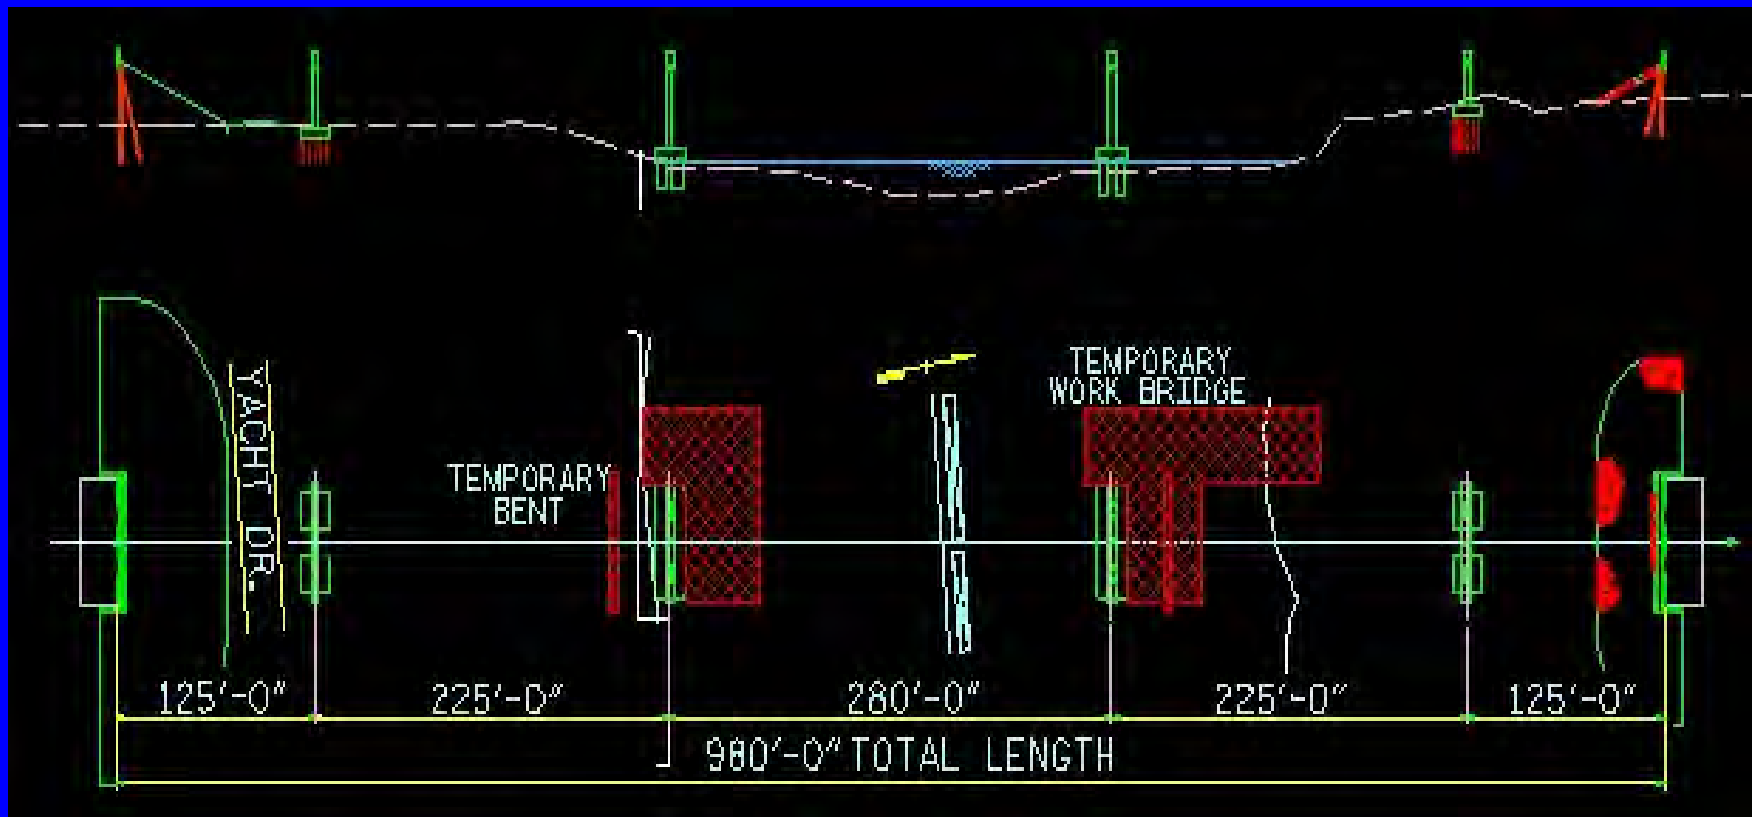 TEMPORARY
WORK BRIDGE
YACHT DR.
TEMPORARY
BENT
125'-0" 225'-0" 280'-0" 225'-0" 125'-0"
980'-0" TOTAL LENGTH